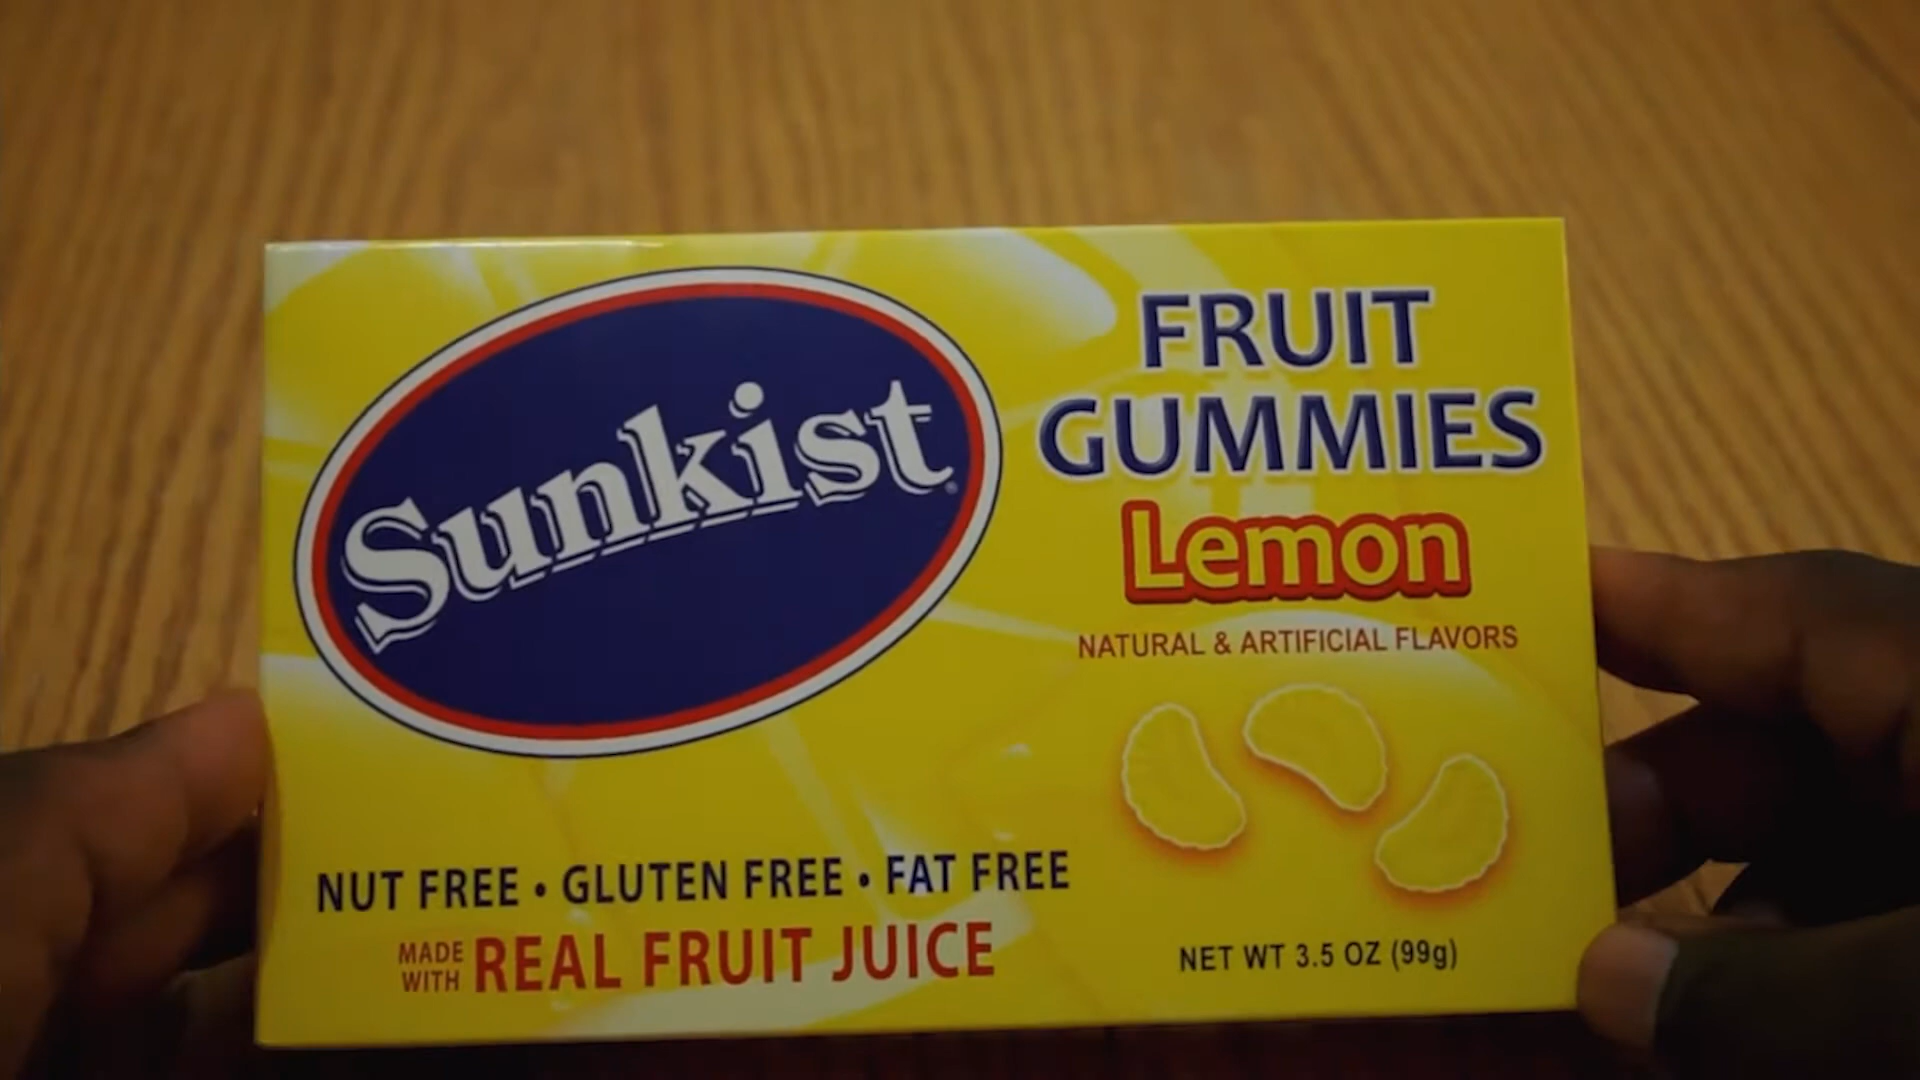 Sunkist®
FRUIT
GUMMIES
Lemon
NATURAL & ARTIFICIAL FLAVORS
NUT FREE • GLUTEN FREE • FAT FREE
MADE WITH REAL FRUIT JUICE
NET WT 3.5 OZ (99g)